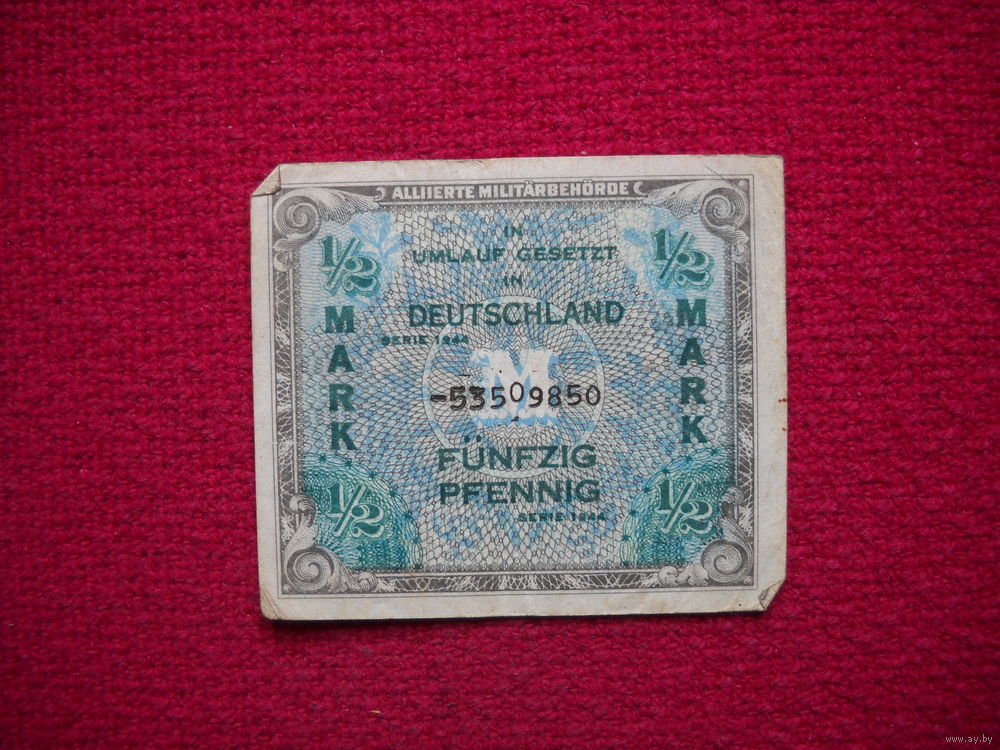 ALLIIERTE MILITÄRBEHÖRDE
1/2 1/2
IN
UMLAUF GESETZT
IN
DEUTSCHLAND
SERIE 1944
MARK MARK
M
-53509850
FÜNFZIG
PFENNIG
SERIE 1944
1/2 1/2
www.ay.by